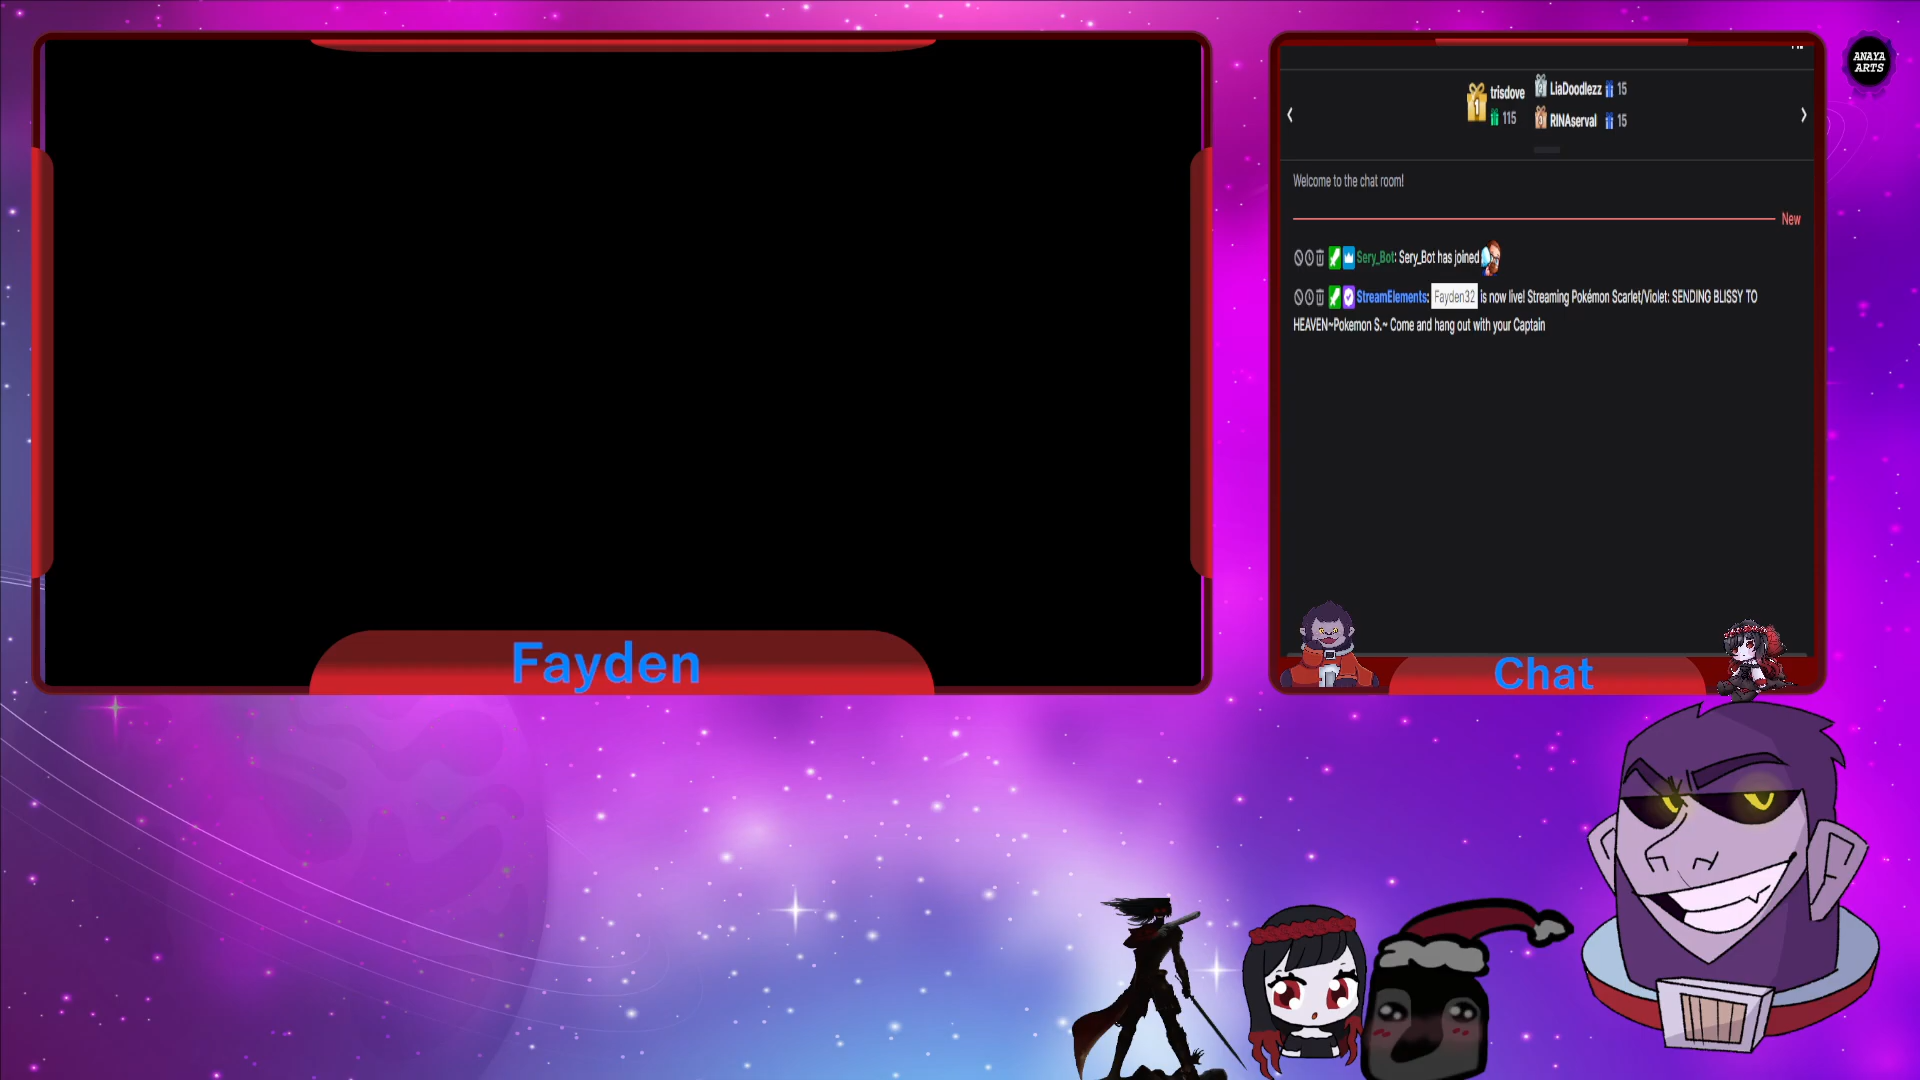 ANAYA
ARTS
1 trisdove
115
LiaDoodlezz 15
RINAserval 15
Welcome to the chat room!
New
Sery_Bot: Sery_Bot has joined
StreamElements: Fayden32 is now live! Streaming Pokémon Scarlet/Violet: SENDING BLISSY TO
HEAVEN~Pokemon S.~ Come and hang out with your Captain
Fayden
Chat